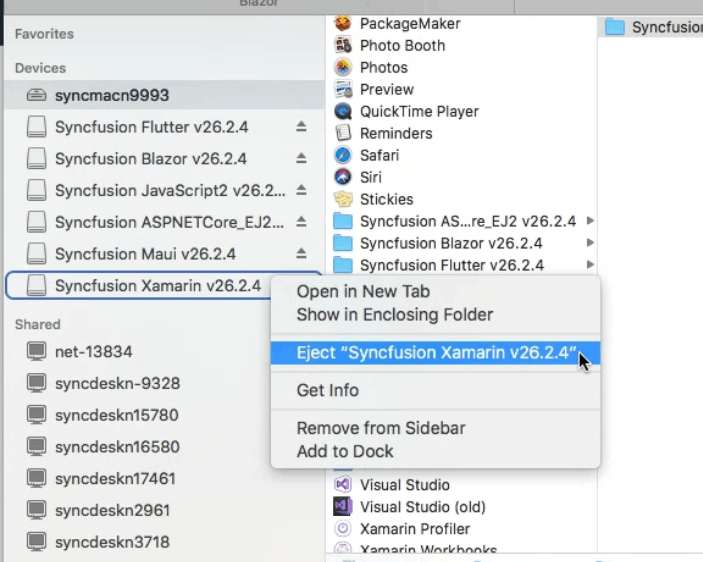 Blazor
Favorites
Devices
syncmacn9993
Syncfusion Flutter v26.2.4
Syncfusion Blazor v26.2.4
Syncfusion JavaScript2 v26.2...
Syncfusion ASPNETCore_EJ2...
Syncfusion Maui v26.2.4
Syncfusion Xamarin v26.2.4
Shared
net-13834
syncdeskn-9328
syncdeskn15780
syncdeskn16580
syncdeskn17461
syncdeskn2961
syncdeskn3718
PackageMaker
Photo Booth
Photos
Preview
QuickTime Player
Reminders
Safari
Siri
Stickies
Syncfusion AS...re_EJ2 v26.2.4
Syncfusion Blazor v26.2.4
Syncfusion Flutter v26.2.4
Open in New Tab
Show in Enclosing Folder
Eject “Syncfusion Xamarin v26.2.4”
Get Info
Remove from Sidebar
Add to Dock
Visual Studio
Visual Studio (old)
Xamarin Profiler
Xamarin Workbooks
Syncfusion